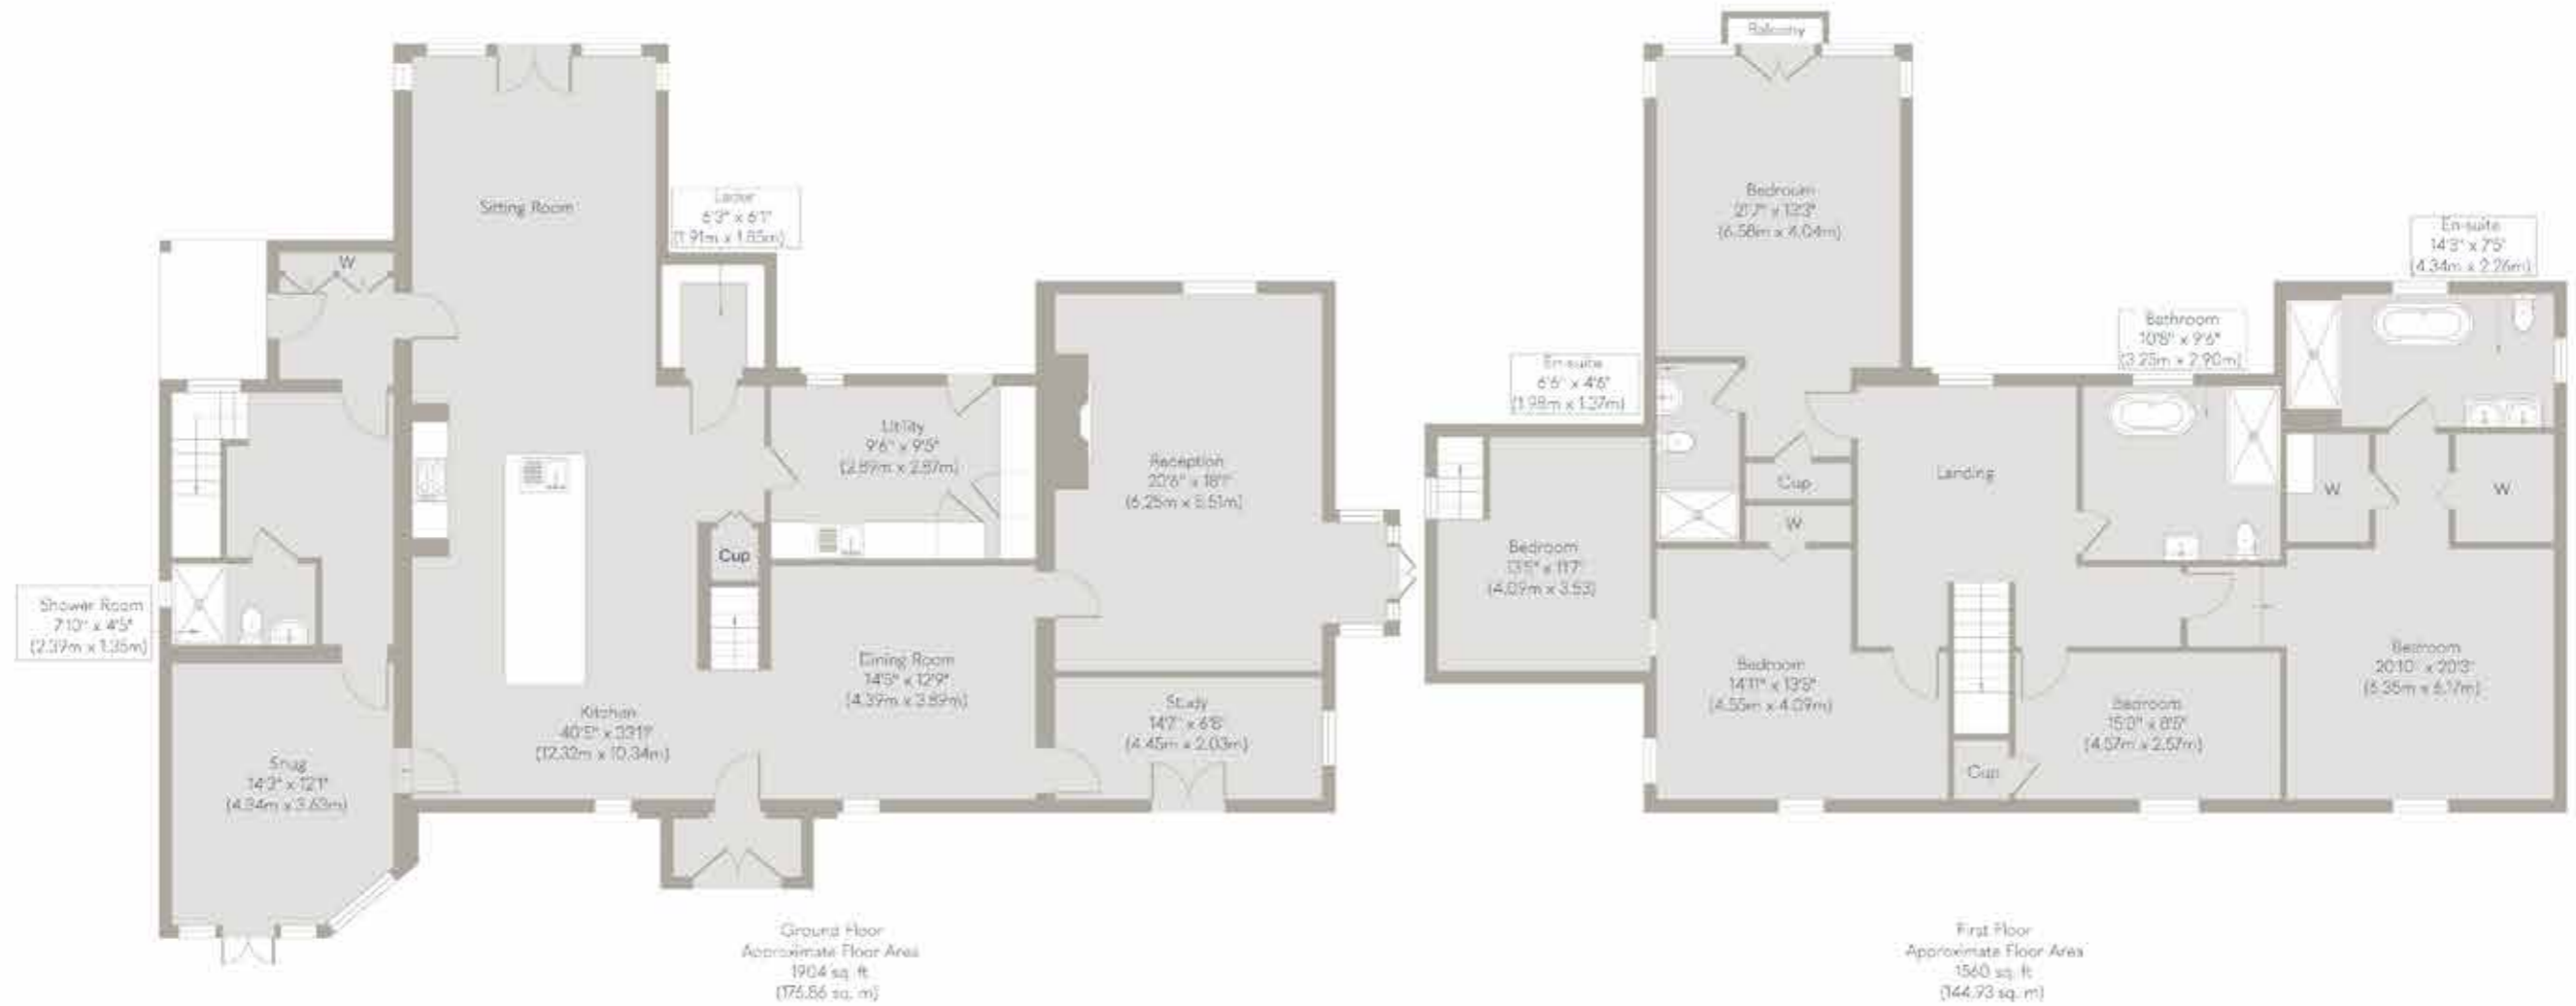 Sitting Room
W
Larder
6'3" x 6'1"
(1.91m x 1.85m)
Utility
9'6" x 9'5"
(2.89m x 2.87m)
Cup
Reception
20'6" x 18'1"
(6.25m x 5.51m)
Shower Room
7'10" x 4'5"
(2.39m x 1.35m)
Dining Room
14'5" x 12'9"
(4.39m x 3.89m)
Kitchen
40'5" x 33'11"
(12.32m x 10.34m)
Study
14'7" x 6'8"
(4.45m x 2.03m)
Snug
14'3" x 12'1"
(4.34m x 3.63m)
Ground Floor
Approximate Floor Area
1904 sq. ft
(176.86 sq. m)
Balcony
Bedroom
21'7" x 13'3"
(6.58m x 4.04m)
En-suite
14'3" x 7'5"
(4.34m x 2.26m)
Bathroom
10'8" x 9'6"
(3.25m x 2.90m)
En-suite
6'6" x 4'6"
(1.98m x 1.37m)
Landing
Cup
W
W
W
Bedroom
13'5" x 11'7"
(4.09m x 3.53)
Bedroom
14'11" x 13'5"
(4.55m x 4.09m)
Bedroom
15'0" x 8'5"
(4.57m x 2.57m)
Cup
Bedroom
20'10" x 20'3"
(6.35m x 6.17m)
First Floor
Approximate Floor Area
1560 sq. ft
(144.93 sq. m)